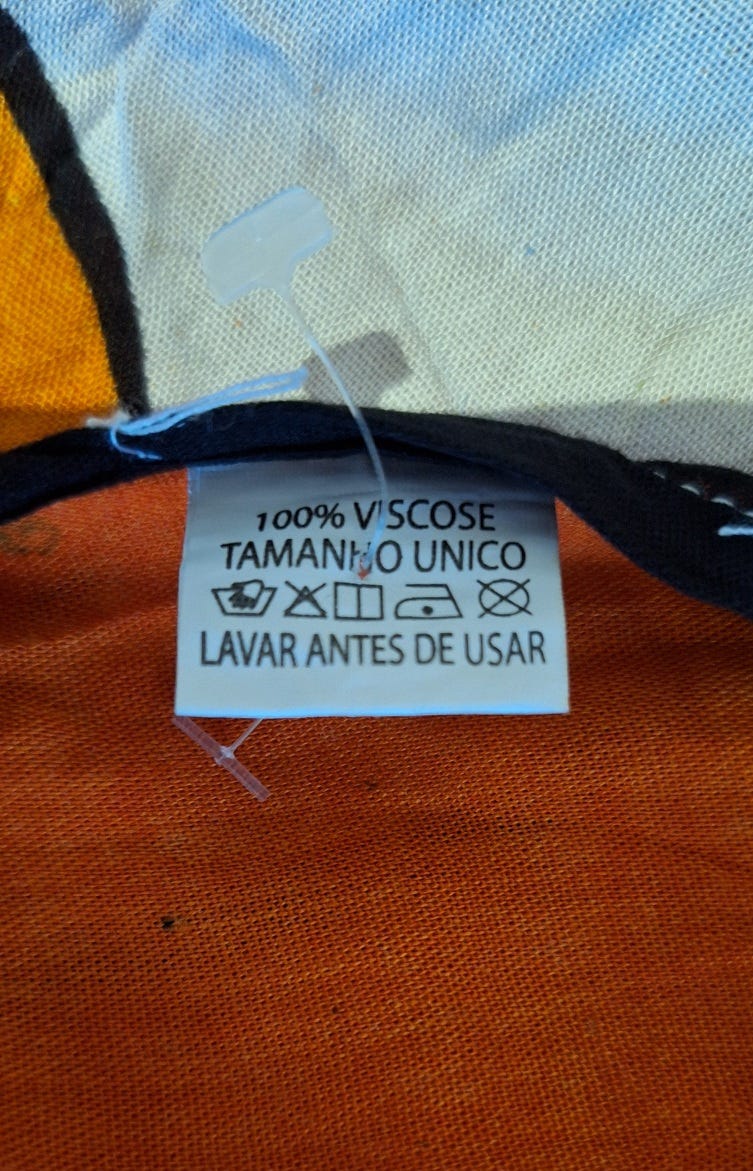 100% VISCOSE
TAMANHO UNICO
LAVAR ANTES DE USAR